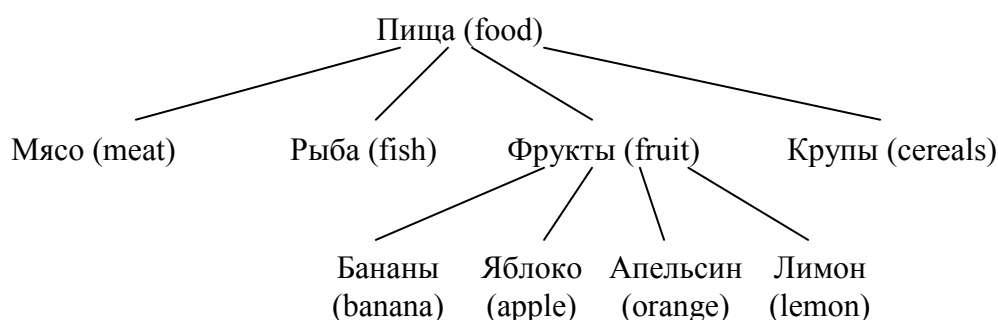 Пища (food)
Мясо (meat) Рыба (fish) Фрукты (fruit) Крупы (cereals)
Бананы Яблоко Апельсин Лимон
(banana) (apple) (orange) (lemon)